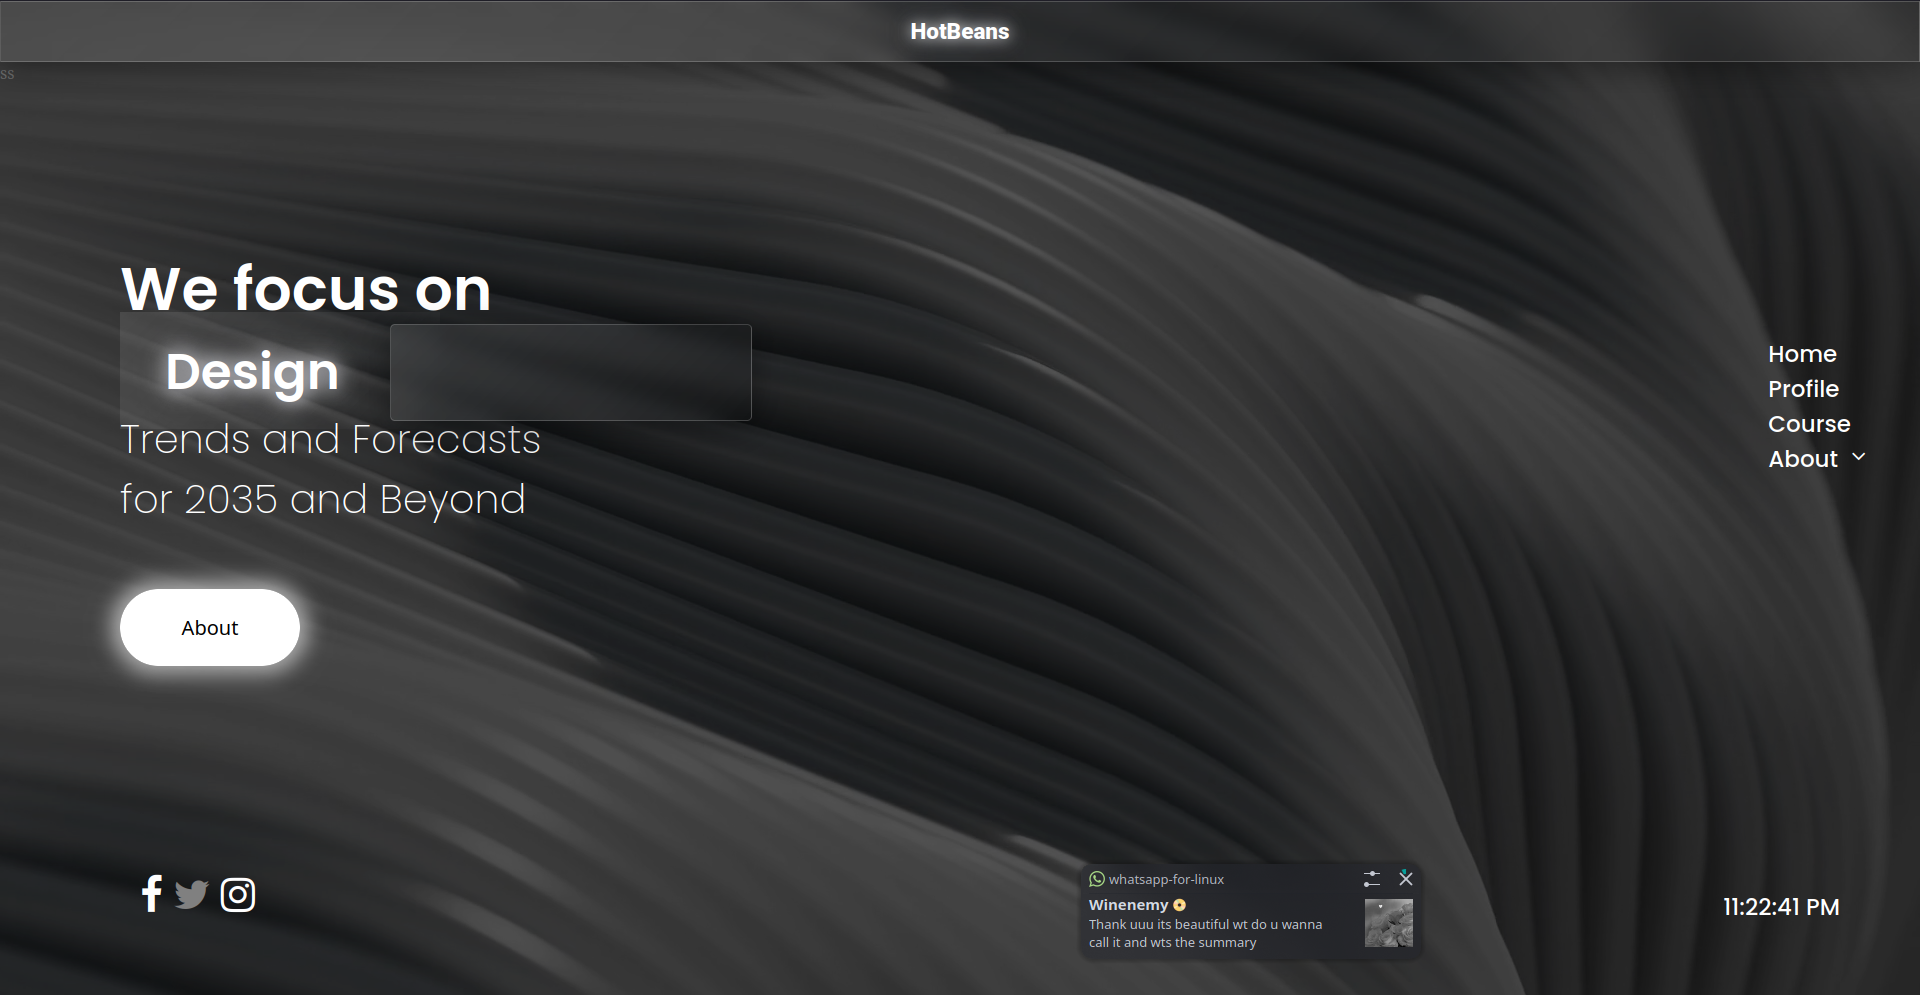 HotBeans
ss
We focus on
Design
Trends and Forecasts
for 2035 and Beyond
Home
Profile
Course
About
About
whatsapp-for-linux
Winenemy
Thank uuu its beautiful wt do u wanna
call it and wts the summary
11:22:41 PM